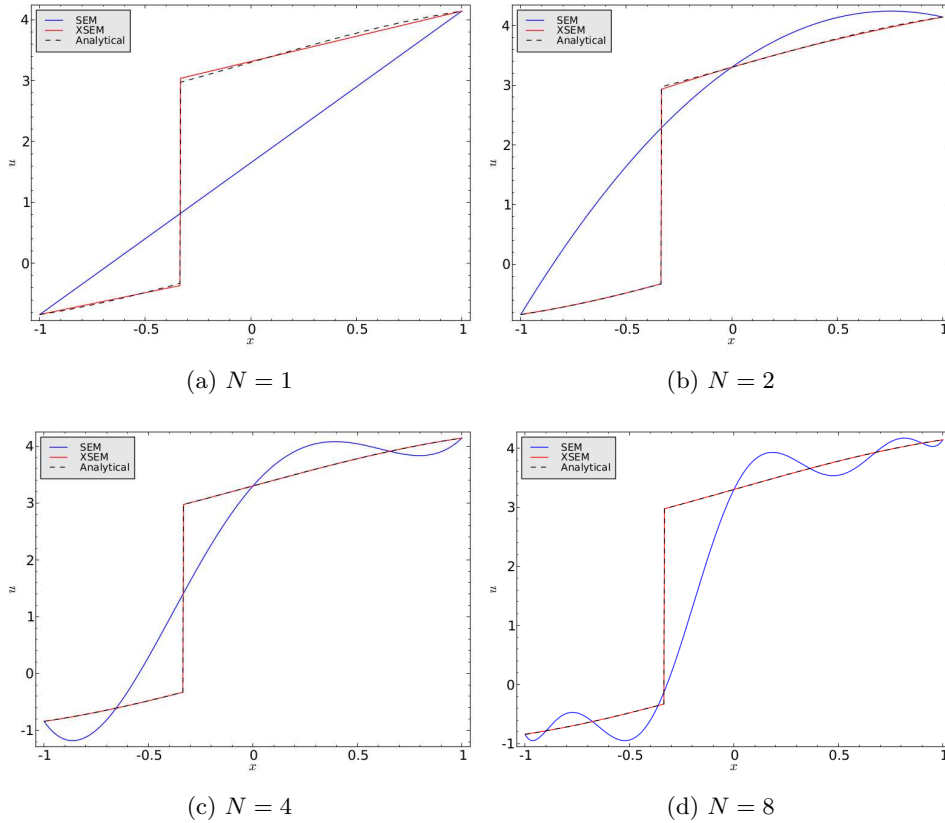 SEM
XSEM
Analytical
4
3
2
1
0
u
-1
-0.5
0
0.5
1
x
(a) N = 1
SEM
XSEM
Analytical
4
3
2
1
0
u
-1
-0.5
0
0.5
1
x
(b) N = 2
SEM
XSEM
Analytical
4
3
2
1
0
-1
u
-1
-0.5
0
0.5
1
x
(c) N = 4
SEM
XSEM
Analytical
4
3
2
1
0
-1
u
-1
-0.5
0
0.5
1
x
(d) N = 8